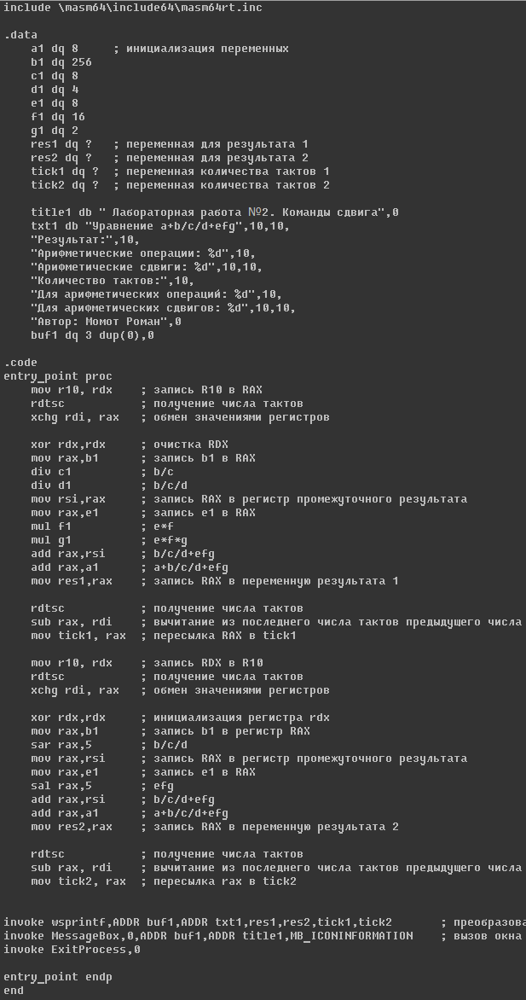 include \masm64\include64\masm64rt.inc
.data
a1 dq 8 ; инициализация переменных
b1 dq 256
c1 dq 8
d1 dq 4
e1 dq 8
f1 dq 16
g1 dq 2
res1 dq ? ; переменная для результата 1
res2 dq ? ; переменная для результата 2
tick1 dq ? ; переменная количества тактов 1
tick2 dq ? ; переменная количества тактов 2
title1 db " Лабораторная работа №2. Команды сдвига",0
txt1 db "Уравнение a+b/c/d+efg",10,10,
"Результат:",10,
"Арифметические операции: %d",10,
"Арифметические сдвиги: %d",10,10,
"Количество тактов:",10,
"Для арифметических операций: %d",10,
"Для арифметических сдвигов: %d",10,10,
"Автор: Момот Роман",0
buf1 dq 3 dup(0),0
.code
entry_point proc
mov r10, rdx ; запись R10 в RAX
rdtsc ; получение числа тактов
xchg rdi, rax ; обмен значениями регистров
xor rdx,rdx ; очистка RDX
mov rax,b1 ; запись b1 в RAX
div c1 ; b/c
div d1 ; b/c/d
mov rsi,rax ; запись RAX в регистр промежуточного результата
mov rax,e1 ; запись e1 в RAX
mul f1 ; e*f
mul g1 ; e*f*g
add rax,rsi ; b/c/d+efg
add rax,a1 ; a+b/c/d+efg
mov res1,rax ; запись RAX в переменную результата 1
rdtsc ; получение числа тактов
sub rax, rdi ; вычитание из последнего числа тактов предыдущего числа
mov tick1, rax ; пересылка RAX в tick1
mov r10, rdx ; запись RDX в R10
rdtsc ; получение числа тактов
xchg rdi, rax ; обмен значениями регистров
xor rdx,rdx ; инициализация регистра rdx
mov rax,b1 ; запись b1 в регистр RAX
sar rax,5 ; b/c/d
mov rax,rsi ; запись RAX в регистр промежуточного результата
mov rax,e1 ; запись e1 в RAX
sal rax,5 ; efg
add rax,rsi ; b/c/d+efg
add rax,a1 ; a+b/c/d+efg
mov res2,rax ; запись RAX в переменную результата 2
rdtsc ; получение числа тактов
sub rax, rdi ; вычитание из последнего числа тактов предыдущего числа
mov tick2, rax ; пересылка rax в tick2
invoke wsprintf,ADDR buf1,ADDR txt1,res1,res2,tick1,tick2 ; преобразова
invoke MessageBox,0,ADDR buf1,ADDR title1,MB_ICONINFORMATION ; вызов окна
invoke ExitProcess,0
entry_point endp
end